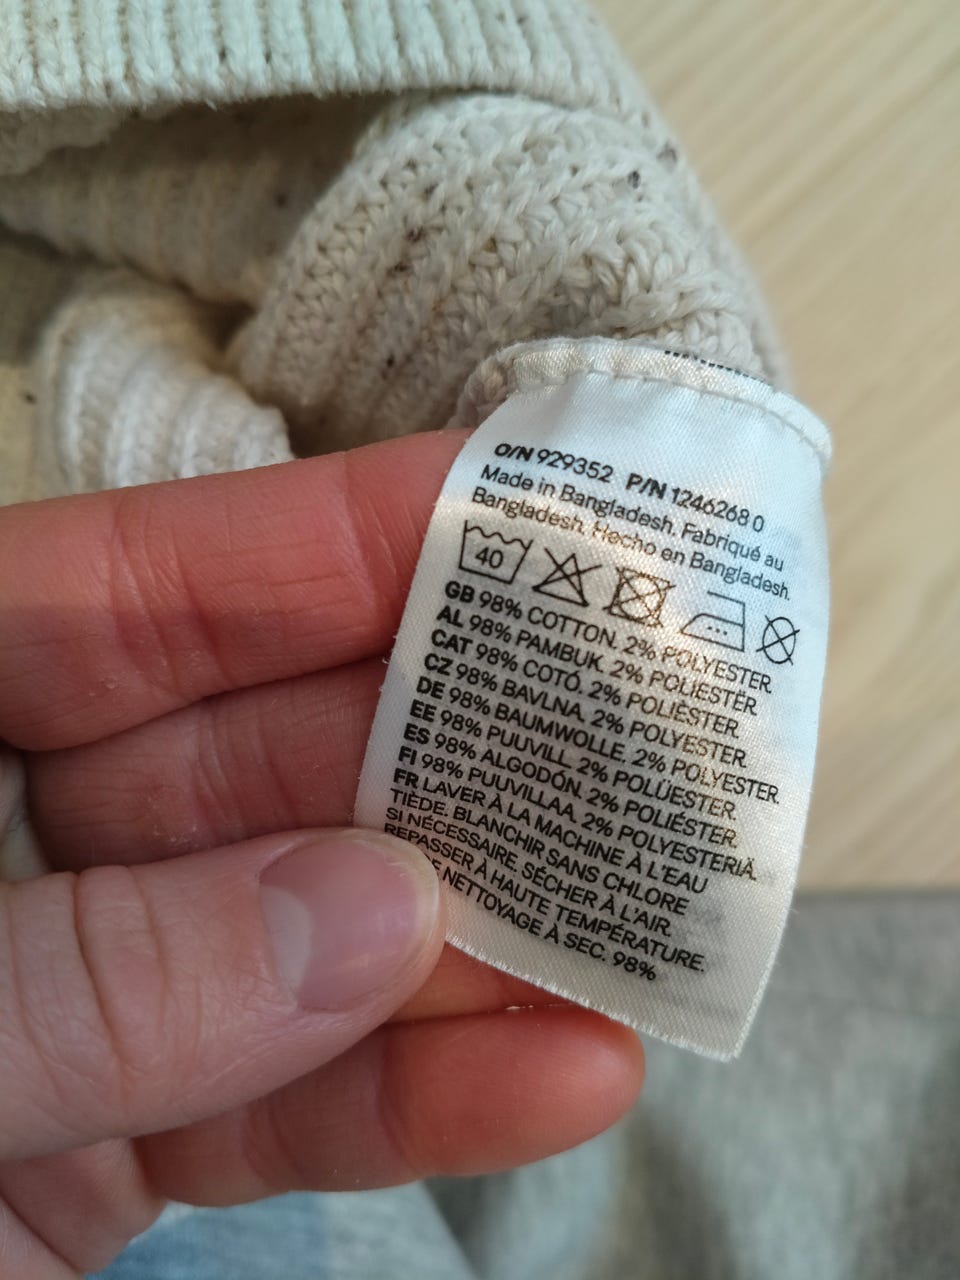 O/N 929352 P/N 1246268 0
Made in Bangladesh. Fabriqué au
Bangladesh. Hecho en Bangladesh.
40
GB 98% COTTON. 2% POLYESTER.
AL 98% PAMBUK. 2% POLIESTËR.
CAT 98% COTÓ. 2% POLIÈSTER.
CZ 98% BAVLNA, 2% POLYESTER.
DE 98% BAUMWOLLE. 2% POLYESTER.
EE 98% PUUVILL. 2% POLÜESTER.
ES 98% ALGODÓN. 2% POLIÉSTER.
FI 98% PUUVILLAA. 2% POLYESTERIÄ.
FR LAVER À LA MACHINE À L'EAU
TIÈDE. BLANCHIR SANS CHLORE
SI NÉCESSAIRE. SÉCHER À L'AIR.
REPASSER À HAUTE TEMPÉRATURE.
NETTOYAGE À SEC. 98%